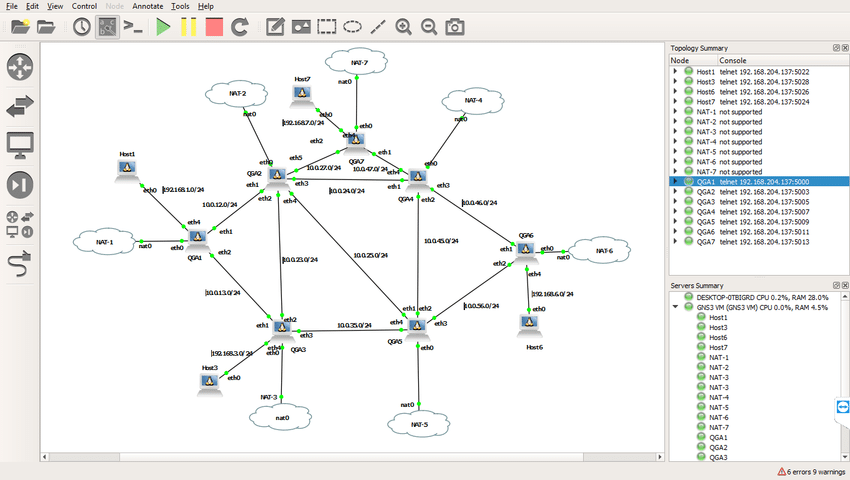 File Edit View Control Node Annotate Tools Help
NAT-7
nat0
Host7
NAT-2
nat0
NAT-4
nat0
eth0
192.168.7.0/24
eth4
eth0
eth2
QGA7
eth1
Host1
eth0
192.168.1.0/24
eth0
eth5
QGA2
10.0.27.0/24
10.0.47.0/24
eth0
eth4
eth1
eth3
10.0.24.0/24
eth1
eth3
eth2
eth4
QGA4
eth2
10.0.12.0/24
10.0.46.0/24
eth4
eth1
NAT-1
nat0
eth0
QGA1
eth2
QGA6
10.0.45.0/24
eth1
eth0
nat0
NAT-6
10.0.23.0/24
10.0.25.0/24
eth2
eth4
10.0.13.0/24
192.168.6.0/24
10.0.56.0/24
eth0
Host6
eth1
eth2
10.0.35.0/24
eth1
eth2
eth4
eth3
eth3
QGA3
QGA5
eth4
eth0
eth0
192.168.3.0/24
Host3
eth0
NAT-3
nat0
nat0
NAT-5
Topology Summary
Node Console
Host1 telnet 192.168.204.137:5022
Host3 telnet 192.168.204.137:5028
Host6 telnet 192.168.204.137:5026
Host7 telnet 192.168.204.137:5024
NAT-1 not supported
NAT-2 not supported
NAT-3 not supported
NAT-4 not supported
NAT-5 not supported
NAT-6 not supported
NAT-7 not supported
QGA1 telnet 192.168.204.137:5000
QGA2 telnet 192.168.204.137:5003
QGA3 telnet 192.168.204.137:5005
QGA4 telnet 192.168.204.137:5007
QGA5 telnet 192.168.204.137:5009
QGA6 telnet 192.168.204.137:5011
QGA7 telnet 192.168.204.137:5013
Servers Summary
DESKTOP-0TBIGRD CPU 0.2%, RAM 28.0%
GNS3 VM (GNS3 VM) CPU 0.0%, RAM 4.5%
Host1
Host3
Host6
Host7
NAT-1
NAT-2
NAT-3
NAT-4
NAT-5
NAT-6
NAT-7
QGA1
QGA2
QGA3
6 errors 9 warnings